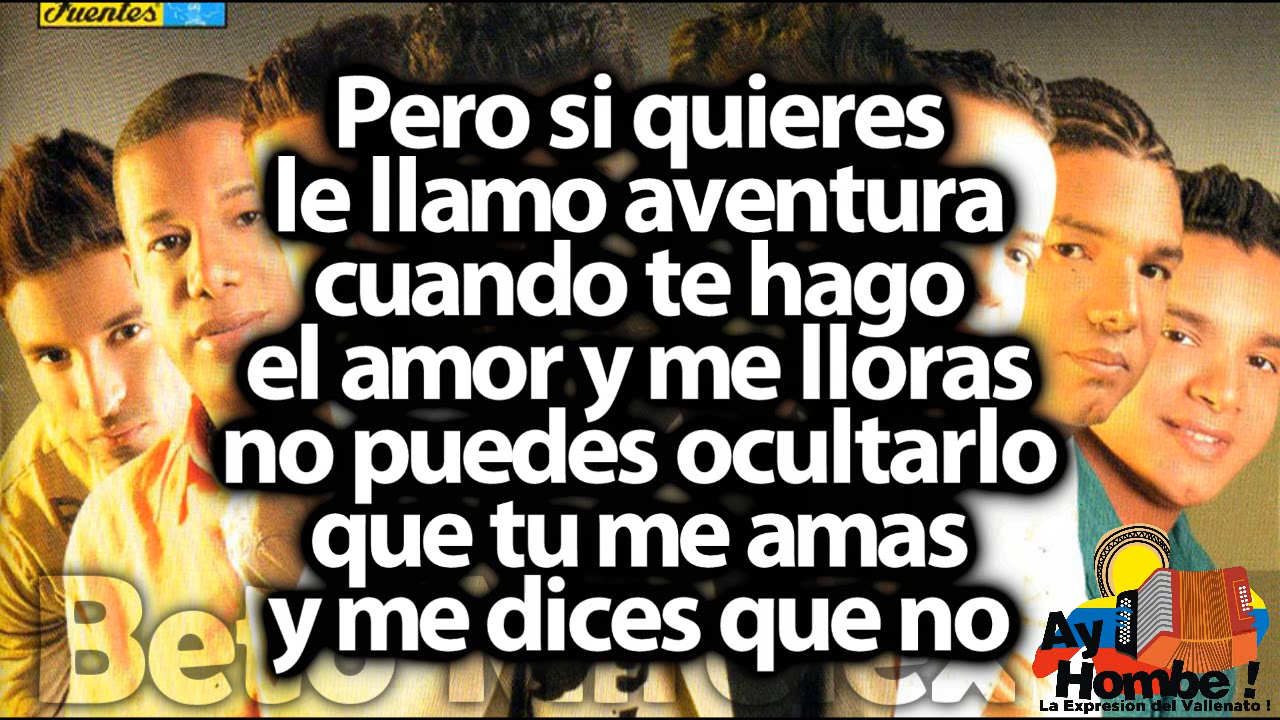 Fuentes
Pero si quieres
le llamo aventura
cuando te hago
el amor y me lloras
no puedes ocultarlo
que tu me amas
y me dices que no
Ay
Hombe !
La Expresion del Vallenato !